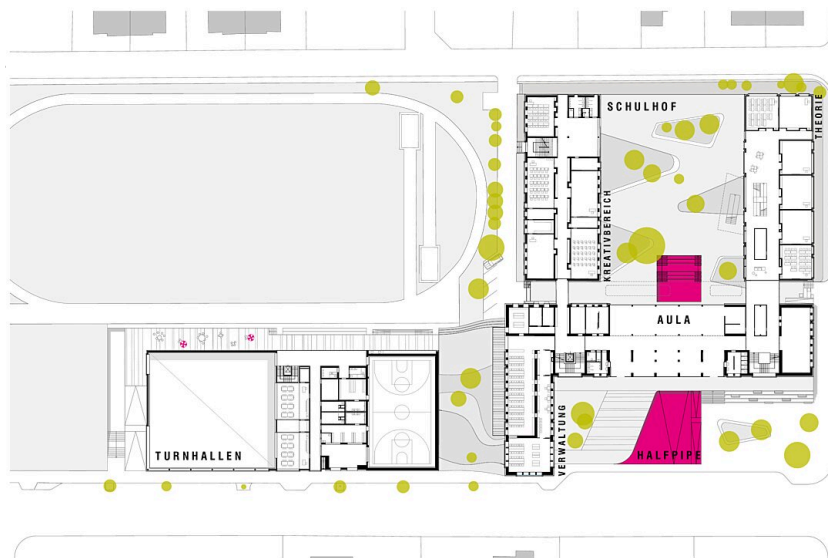 SCHULHOF
THEORIE
KREATIVBEREICH
AULA
VERWALTUNG
TURNHALLEN
HALFPIPE